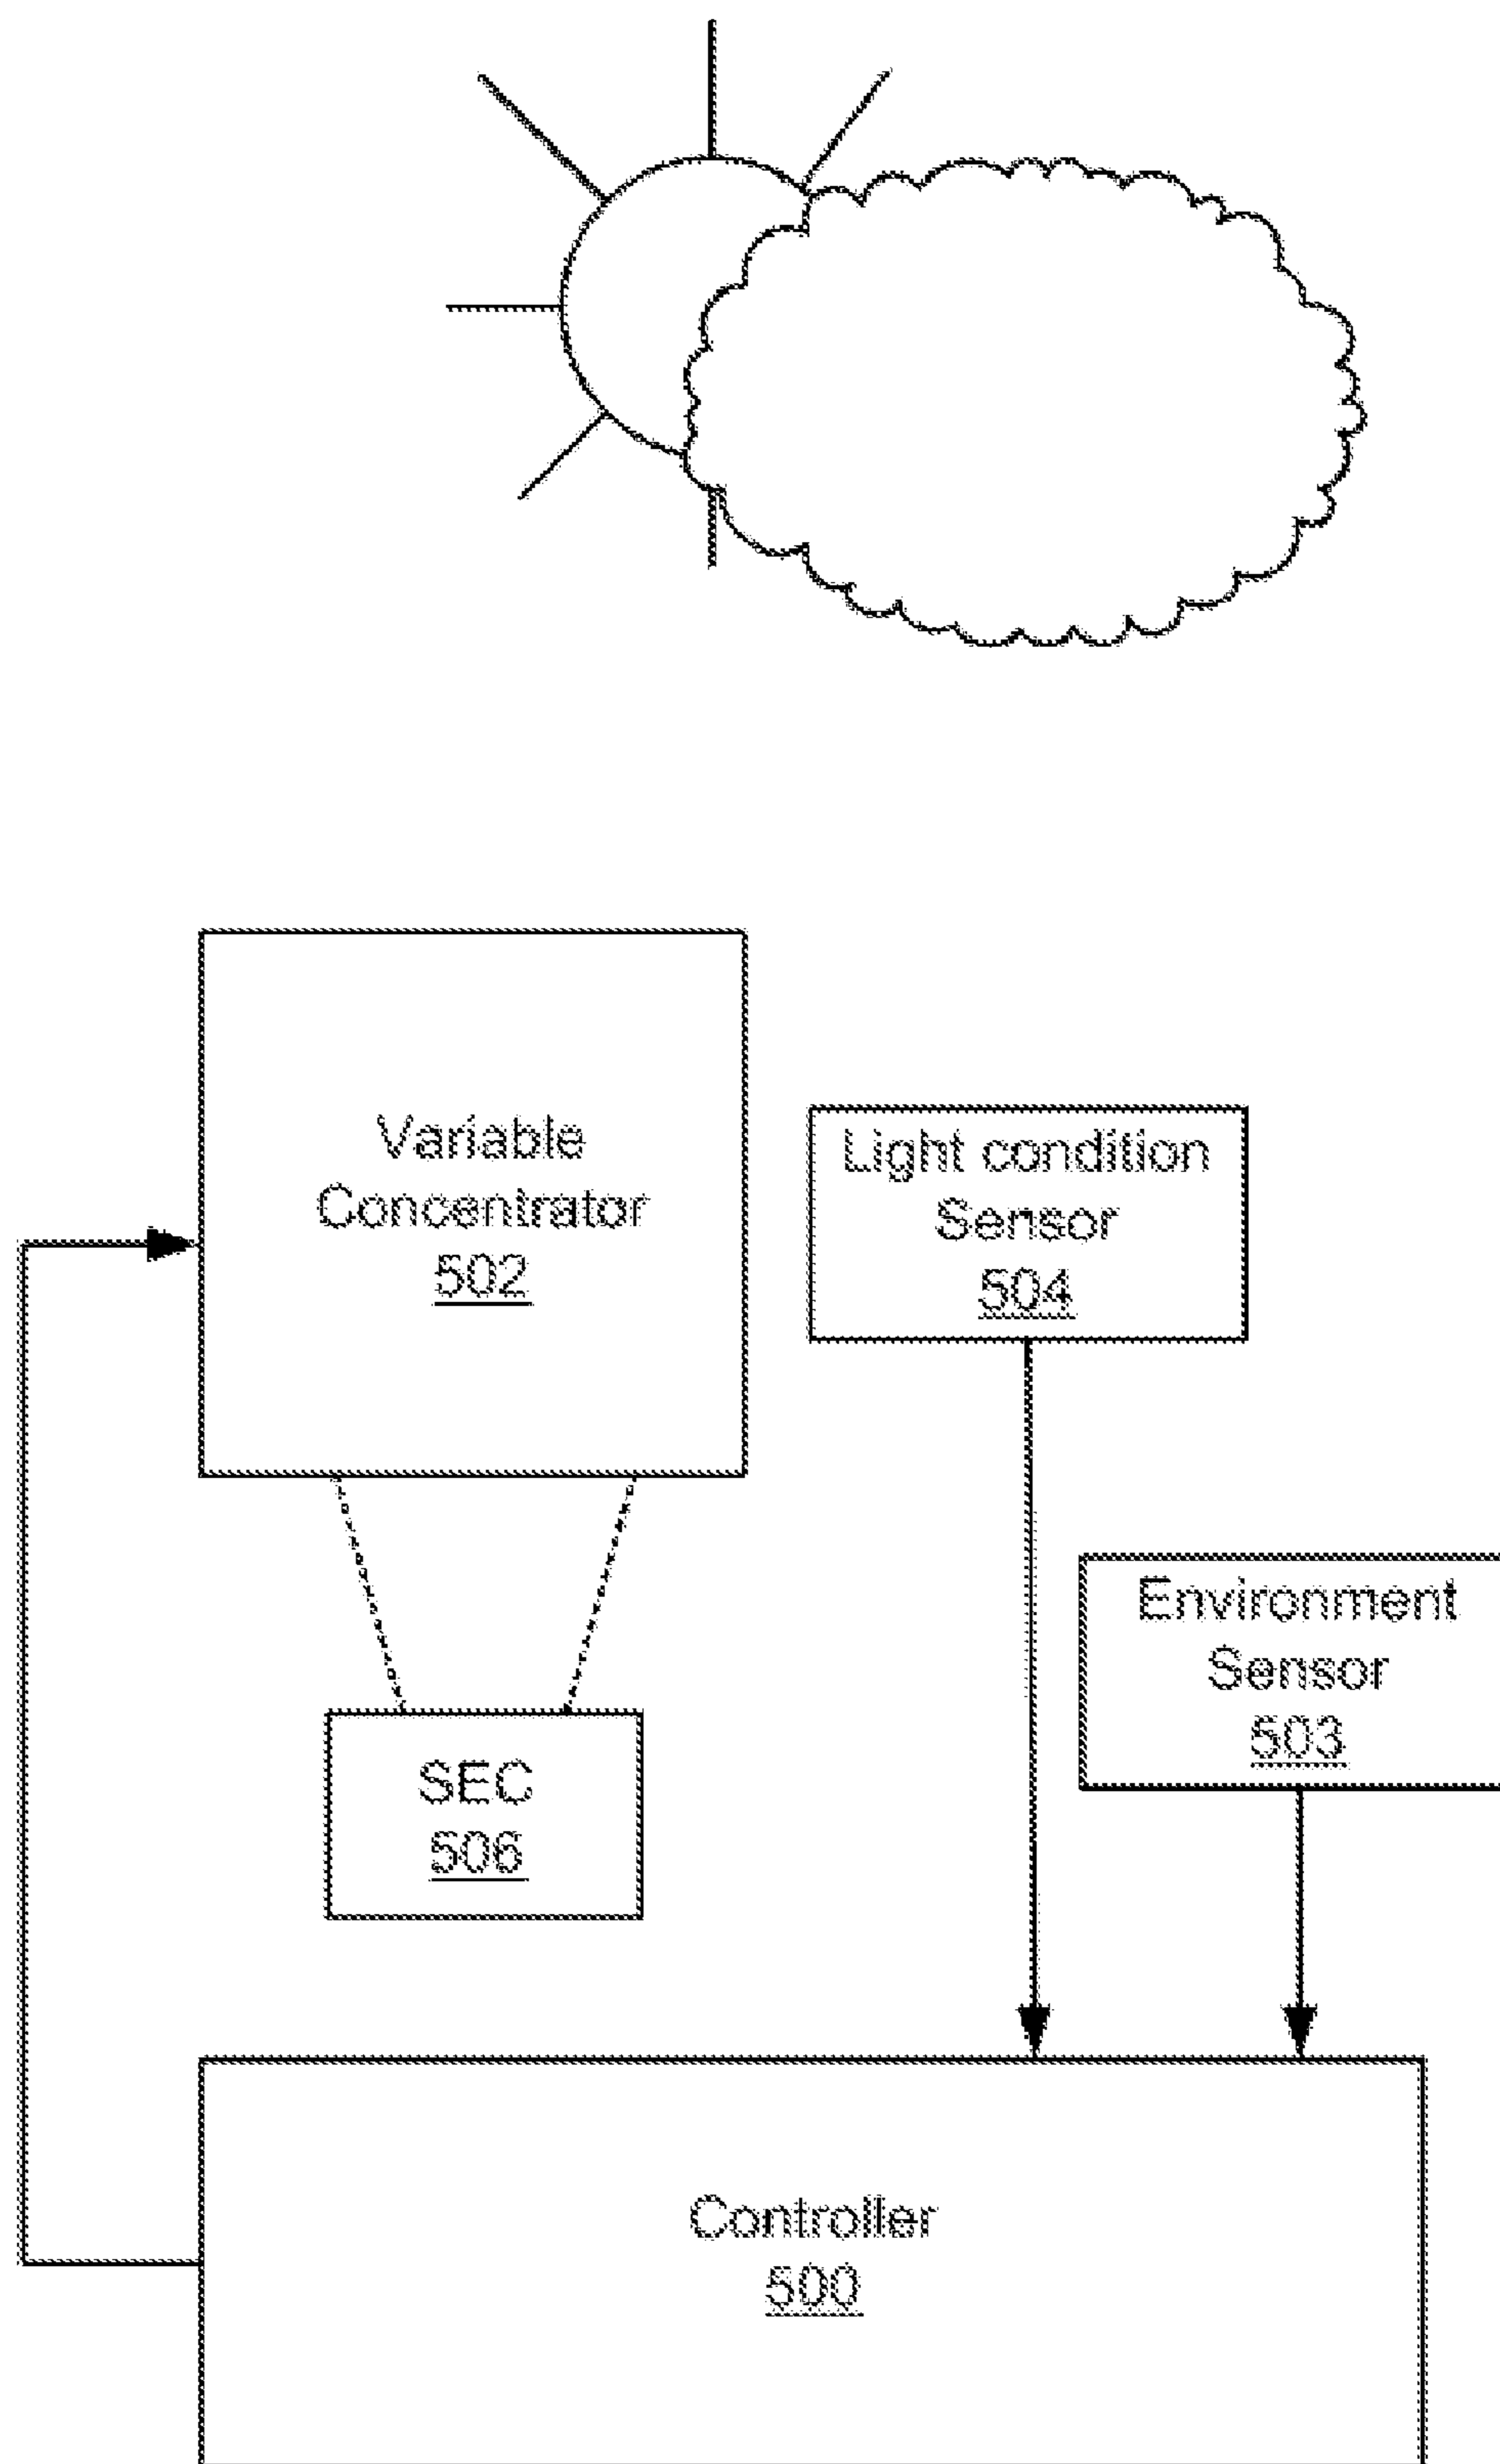 Variable
Concentrator
502
Light condition
Sensor
504
Environment
Sensor
503
SEC
506
Controller
500